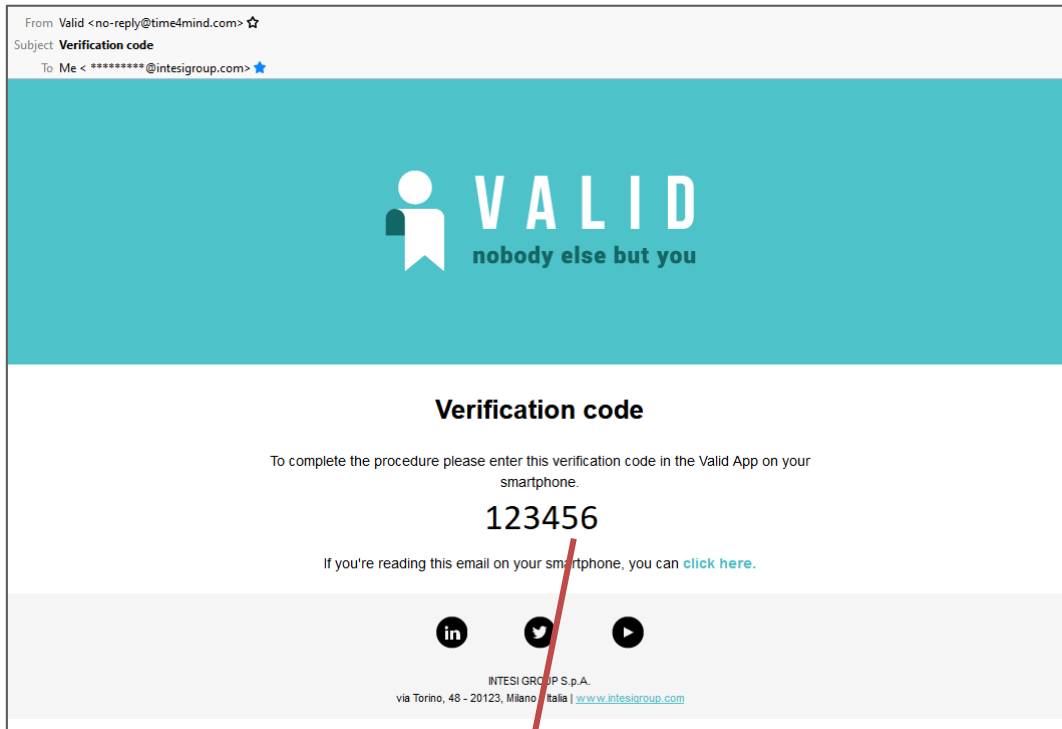 From Valid <no-reply@time4mind.com>
Subject Verification code
To Me < *********@intesigroup.com>
VALID
nobody else but you
Verification code
To complete the procedure please enter this verification code in the Valid App on your
smartphone.
123456
If you're reading this email on your smartphone, you can click here.
in
INTESI GROUP S.p.A.
via Torino, 48 - 20123, Milano - Italia | www.intesigroup.com